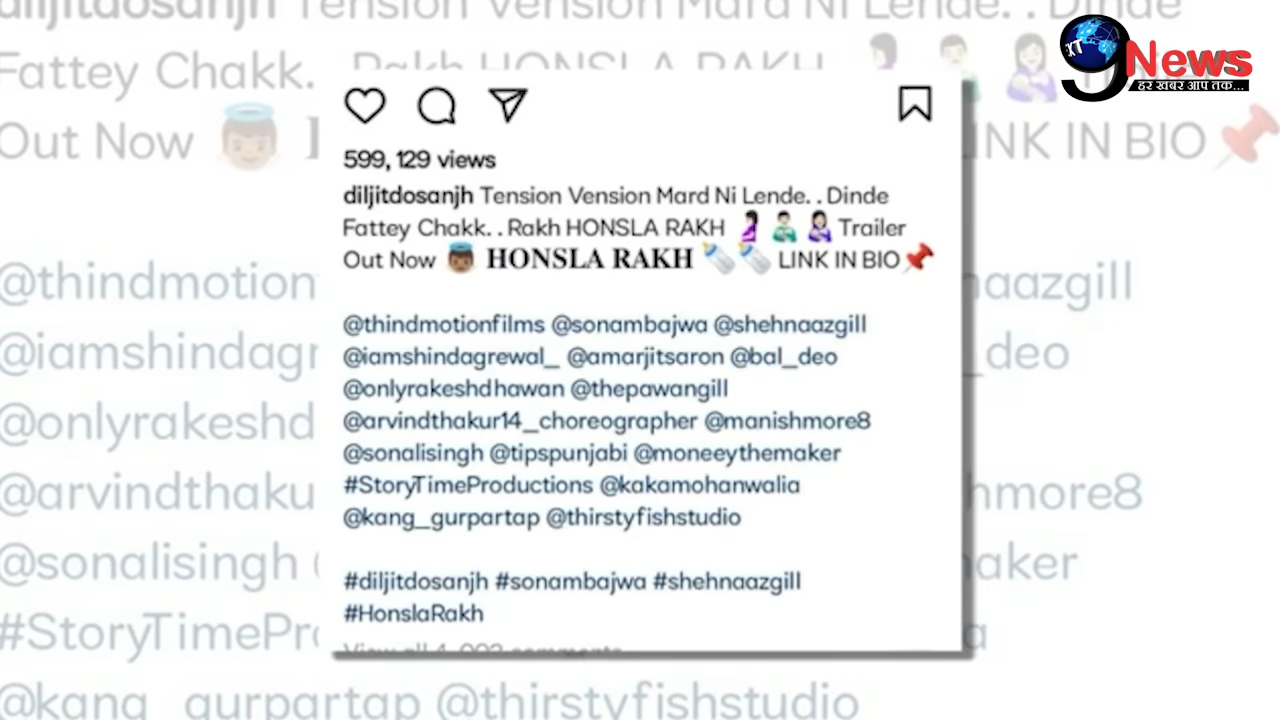 XT
9 News
हर खबर आप तक...
599, 129 views
diljitdosanjh Tension Vension Mard Ni Lende. . Dinde
Fattey Chakk. . Rakh HONSLA RAKH 🤰🏻 👨🏻‍🍼 🤱🏻 Trailer
Out Now 👼🏽 HONSLA RAKH 🍼🍼 LINK IN BIO📌
@thindmotionfilms @sonambajwa @shehnaazgill
@iamshindagrewal_ @amarjitsaron @bal_deo
@onlyrakeshdhawan @thepawangill
@arvindthakur14_choreographer @manishmore8
@sonalisingh @tipspunjabi @moneeythemaker
#StoryTimeProductions @kakamohanwalia
@kang_gurpartap @thirstyfishstudio
#diljitdosanjh #sonambajwa #shehnaazgill
#HonslaRakh